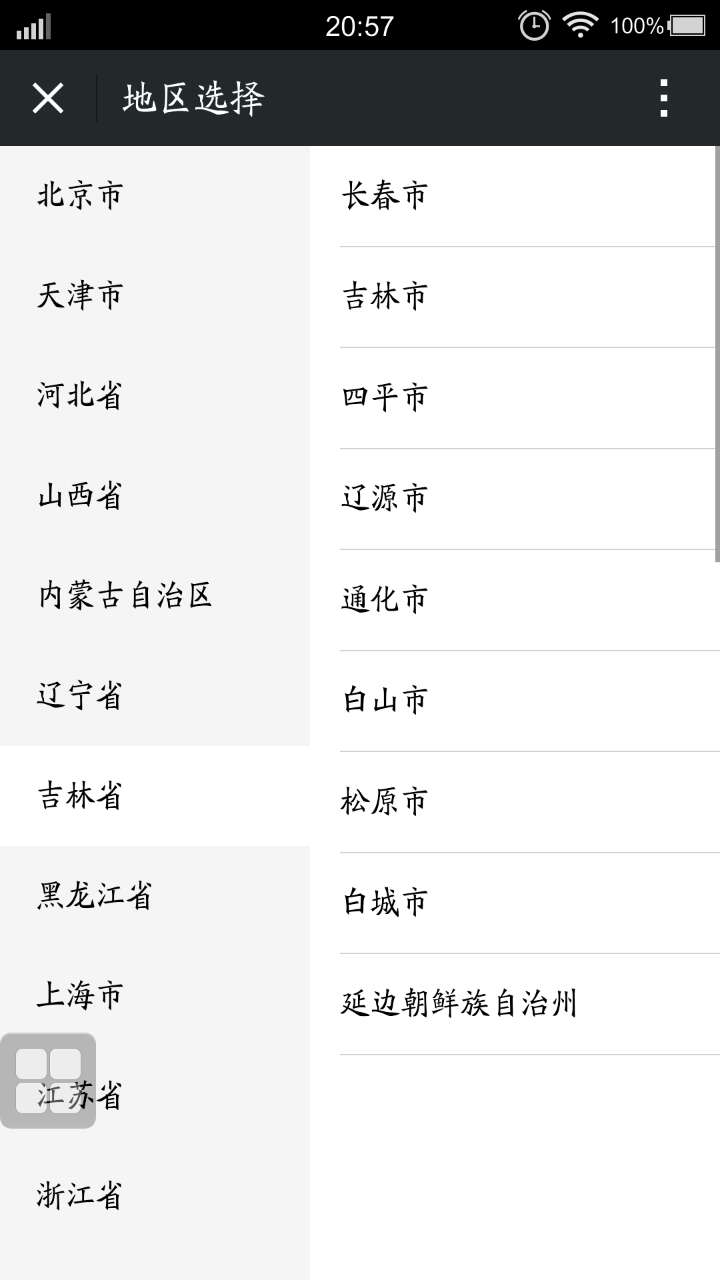 20:57
100%
地区选择
北京市
天津市
河北省
山西省
内蒙古自治区
辽宁省
吉林省
黑龙江省
上海市
江苏省
浙江省
长春市
吉林市
四平市
辽源市
通化市
白山市
松原市
白城市
延边朝鲜族自治州